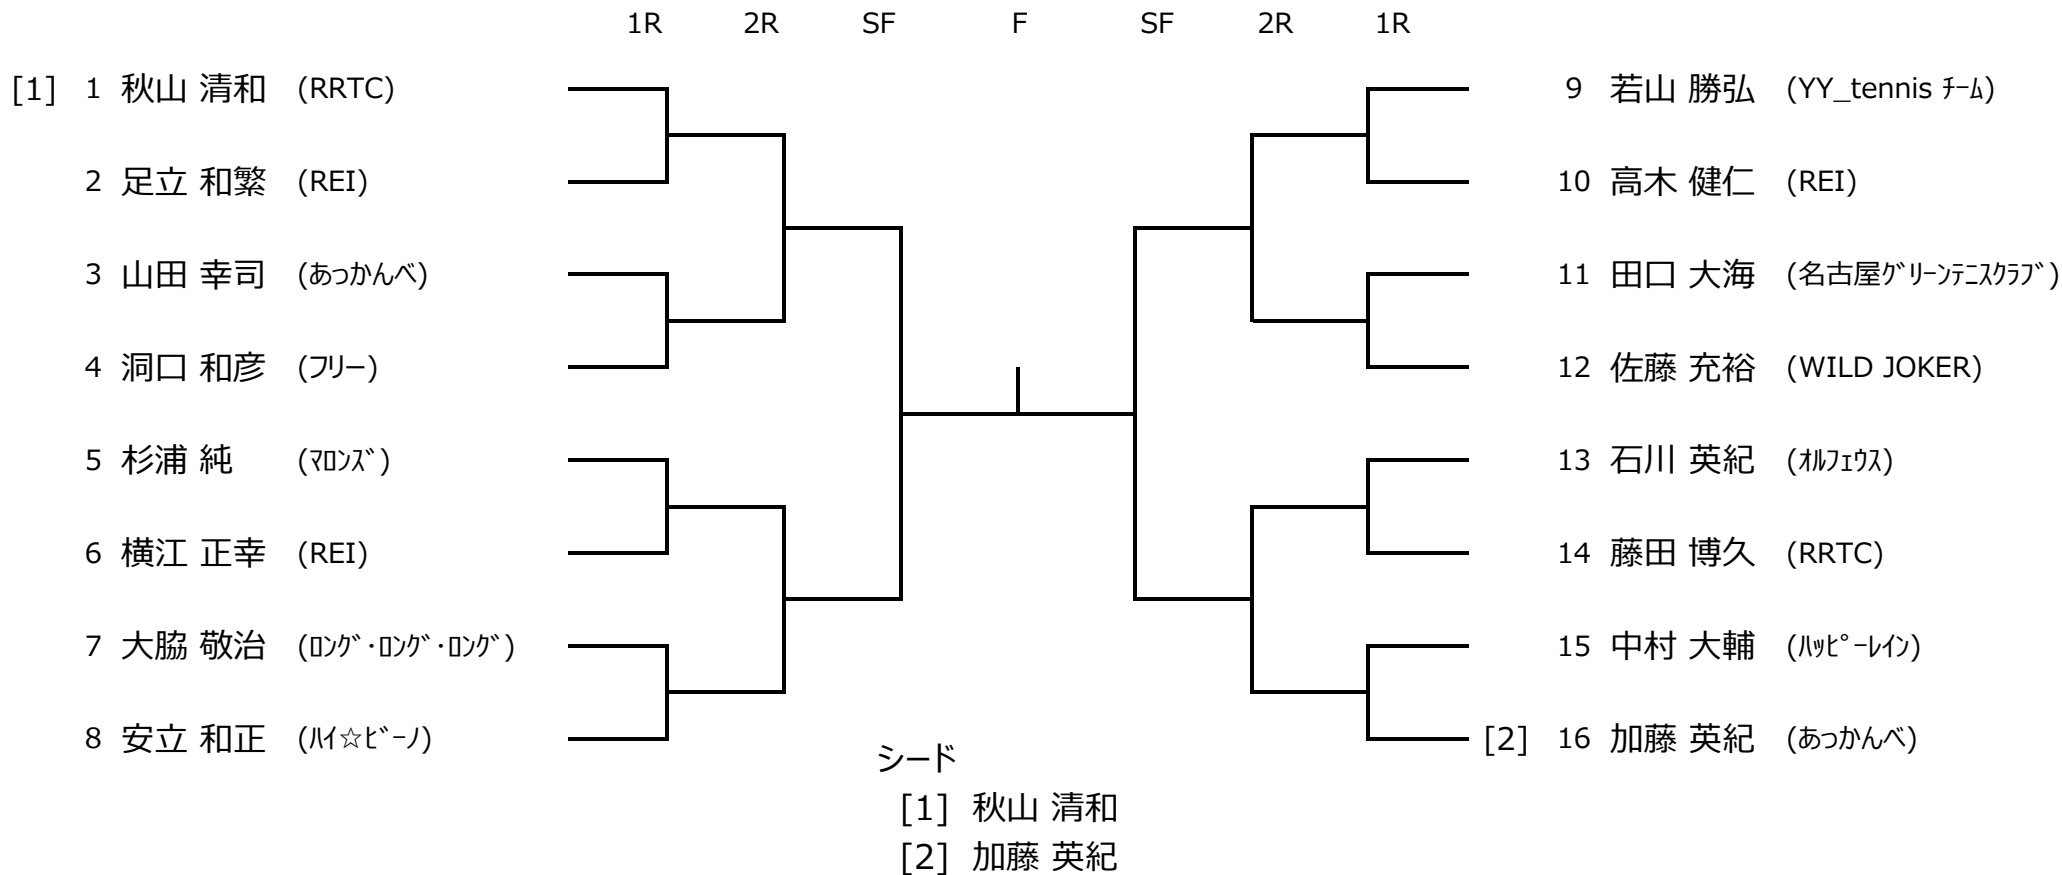 1R 2R SF F SF 2R 1R
[1] 1 秋山 清和 (RRTC) 9 若山 勝弘 (YY_tennis ﾁｰﾑ)
2 足立 和繁 (REI) 10 高木 健仁 (REI)
3 山田 幸司 (あっかんべ) 11 田口 大海 (名古屋ｸﾞﾘｰﾝﾃﾆｽｸﾗﾌﾞ)
4 洞口 和彦 (フリー) 12 佐藤 充裕 (WILD JOKER)
5 杉浦 純 (ﾏﾛﾝｽﾞ) 13 石川 英紀 (ｵﾙﾌｪｳｽ)
6 横江 正幸 (REI) 14 藤田 博久 (RRTC)
7 大脇 敬治 (ﾛﾝｸﾞ･ﾛﾝｸﾞ･ﾛﾝｸﾞ) 15 中村 大輔 (ﾊｯﾋﾟｰﾚｲﾝ)
8 安立 和正 (ﾊｲ☆ﾋﾞｰﾉ) [2] 16 加藤 英紀 (あっかんべ)
シード
[1] 秋山 清和
[2] 加藤 英紀